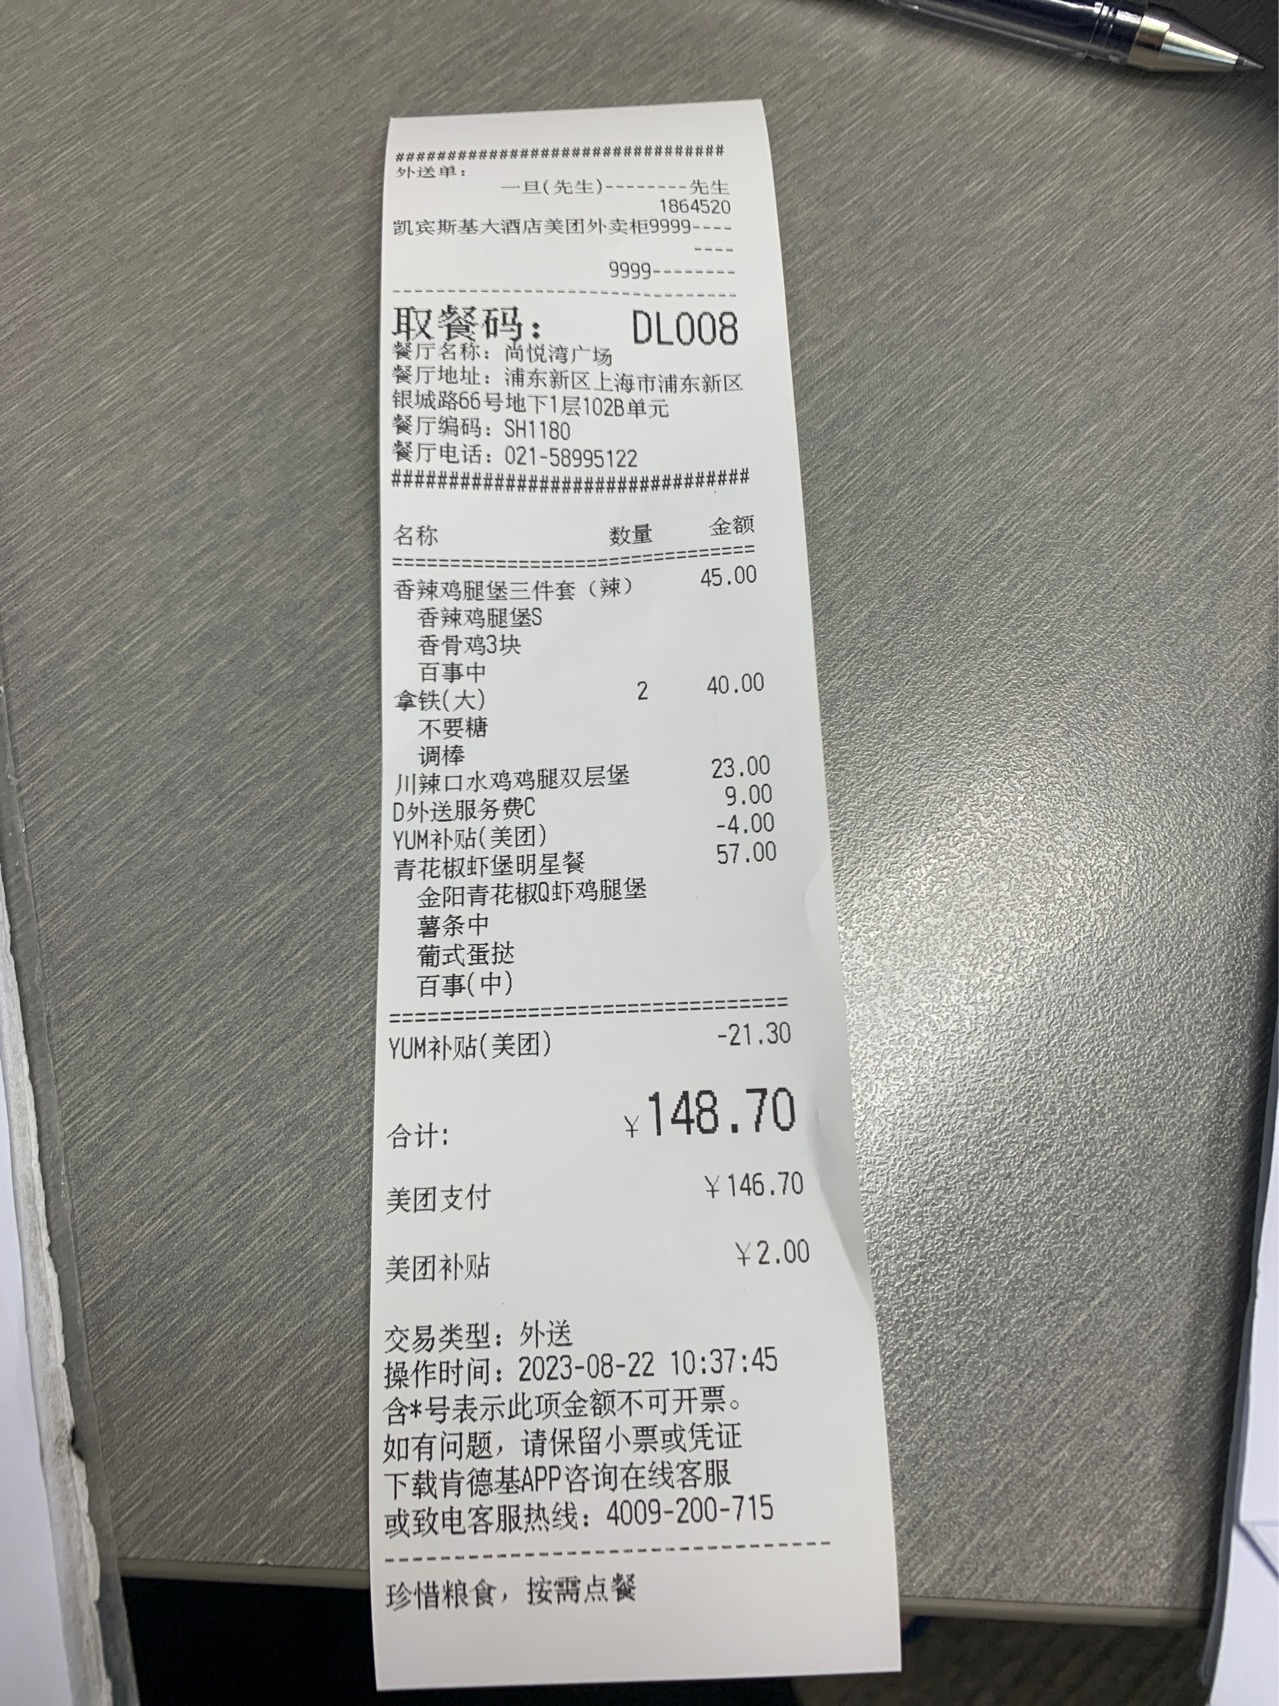 ################################
外送单:
一旦(先生)--------先生
1864520
凯宾斯基大酒店美团外卖柜9999----
----
9999--------
--------------------------------
取餐码: DL008
餐厅名称: 尚悦湾广场
餐厅地址: 浦东新区上海市浦东新区
银城路66号地下1层102B单元
餐厅编码: SH1180
餐厅电话: 021-58995122
################################
名称 数量 金额
================================
香辣鸡腿堡三件套（辣） 45.00
香辣鸡腿堡S
香骨鸡3块
百事中
拿铁(大) 2 40.00
不要糖
调棒
川辣口水鸡鸡腿双层堡 23.00
D外送服务费C 9.00
YUM补贴(美团) -4.00
青花椒虾堡明星餐 57.00
金阳青花椒Q虾鸡腿堡
薯条中
葡式蛋挞
百事(中)
================================
YUM补贴(美团) -21.30
合计: ¥148.70
美团支付 ¥146.70
美团补贴 ¥2.00
交易类型: 外送
操作时间: 2023-08-22 10:37:45
含*号表示此项金额不可开票。
如有问题, 请保留小票或凭证
下载肯德基APP咨询在线客服
或致电客服热线: 4009-200-715
--------------------------------
珍惜粮食, 按需点餐